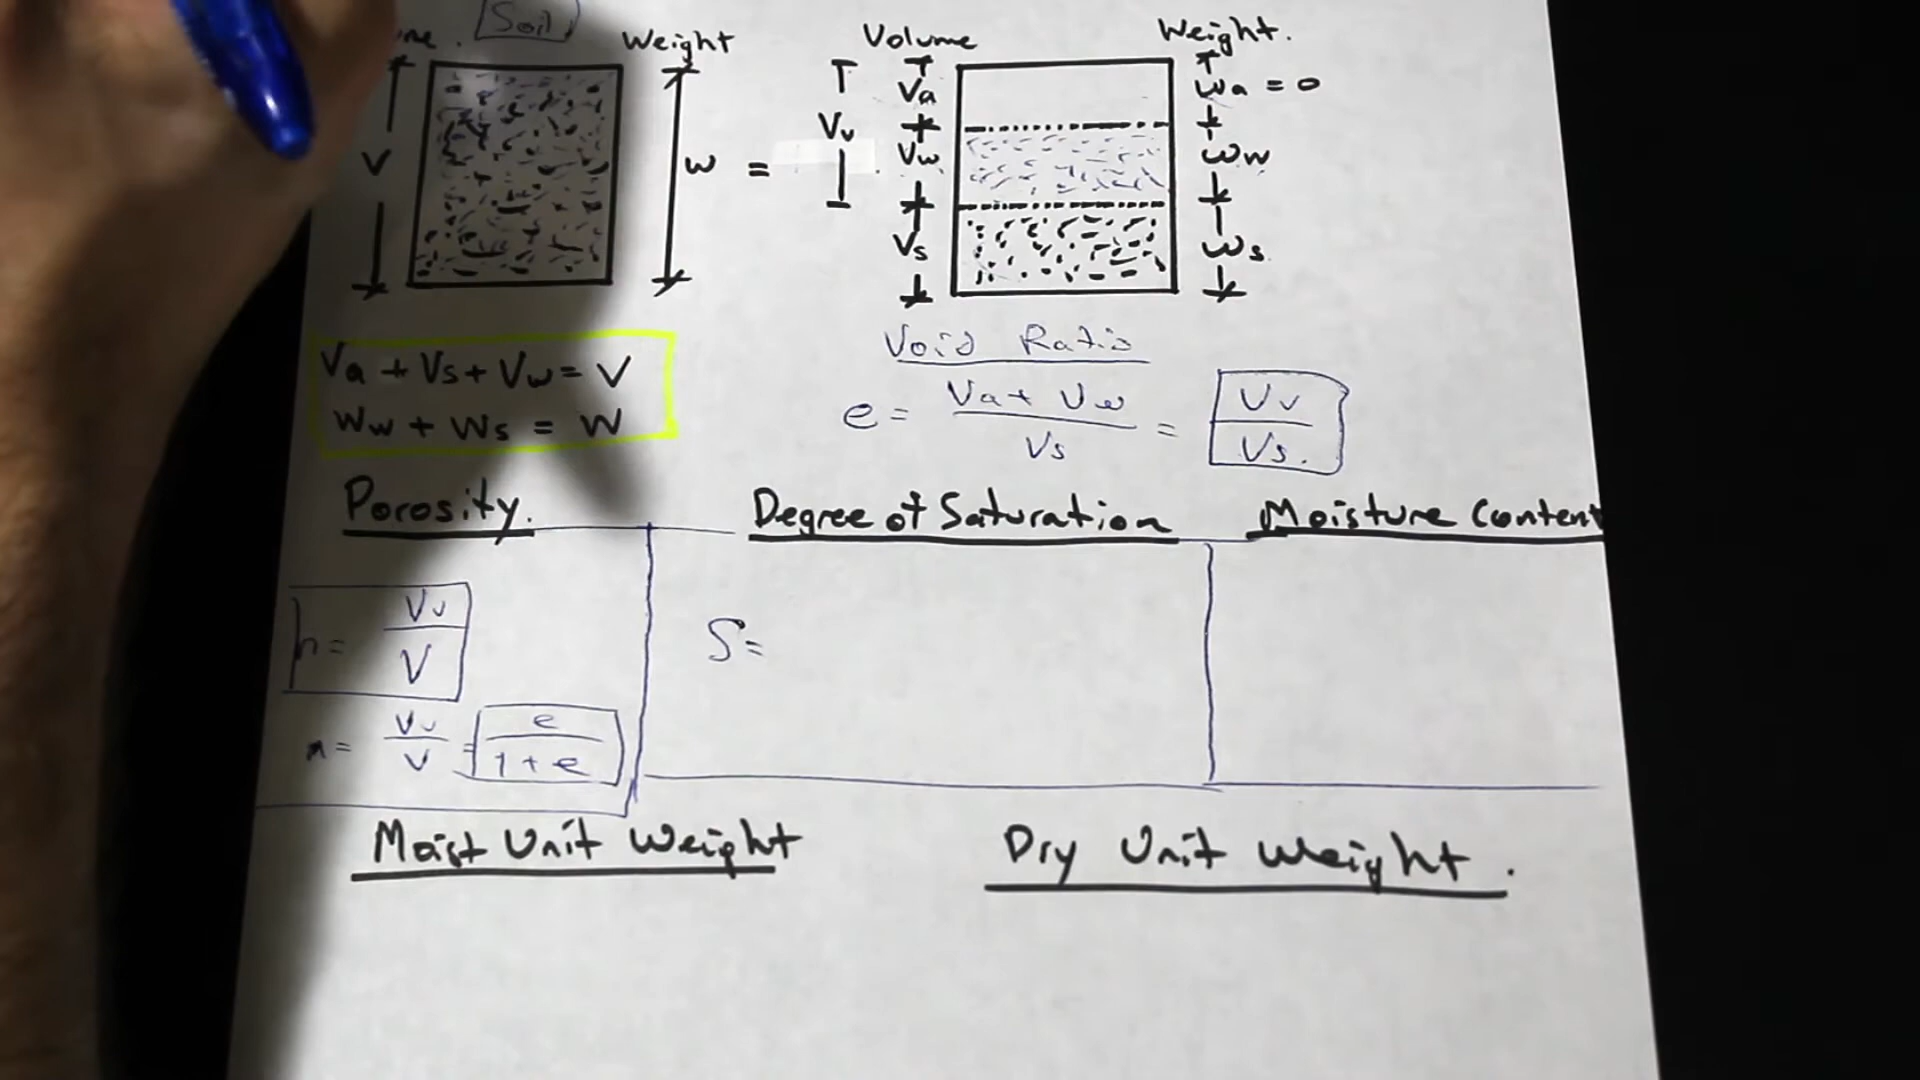 Soil
Weight
V
W
=
Volume
Weight.
Va
Vv
Vw
Vs
Wa = 0
Ww
Ws
Va + Vs + Vw = V
Ww + Ws = W
Void Ratio
e = Va + Vw / Vs = Vv / Vs.
Porosity.
Degree of Saturation
Moisture Content
n = Vv / V
S =
n = Vv / V = e / 1 + e
Moist Unit Weight
Dry Unit Weight.